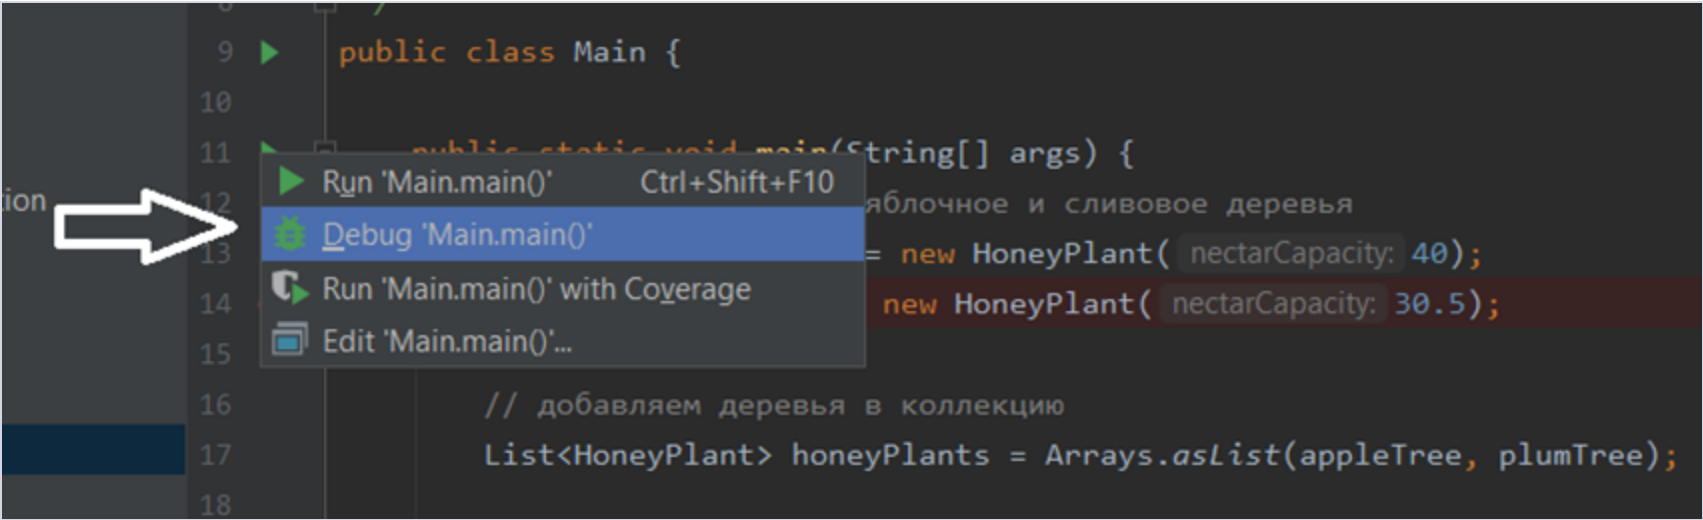 9 public class Main {
10
11 public static void main(String[] args) {
Run 'Main.main()' Ctrl+Shift+F10
tion
12 яблочное и сливовое деревья
Debug 'Main.main()'
13 = new HoneyPlant( nectarCapacity: 40);
Run 'Main.main()' with Coverage
14 new HoneyPlant( nectarCapacity: 30.5);
Edit 'Main.main()'...
15
16 // добавляем деревья в коллекцию
17 List<HoneyPlant> honeyPlants = Arrays.asList(appleTree, plumTree);
18